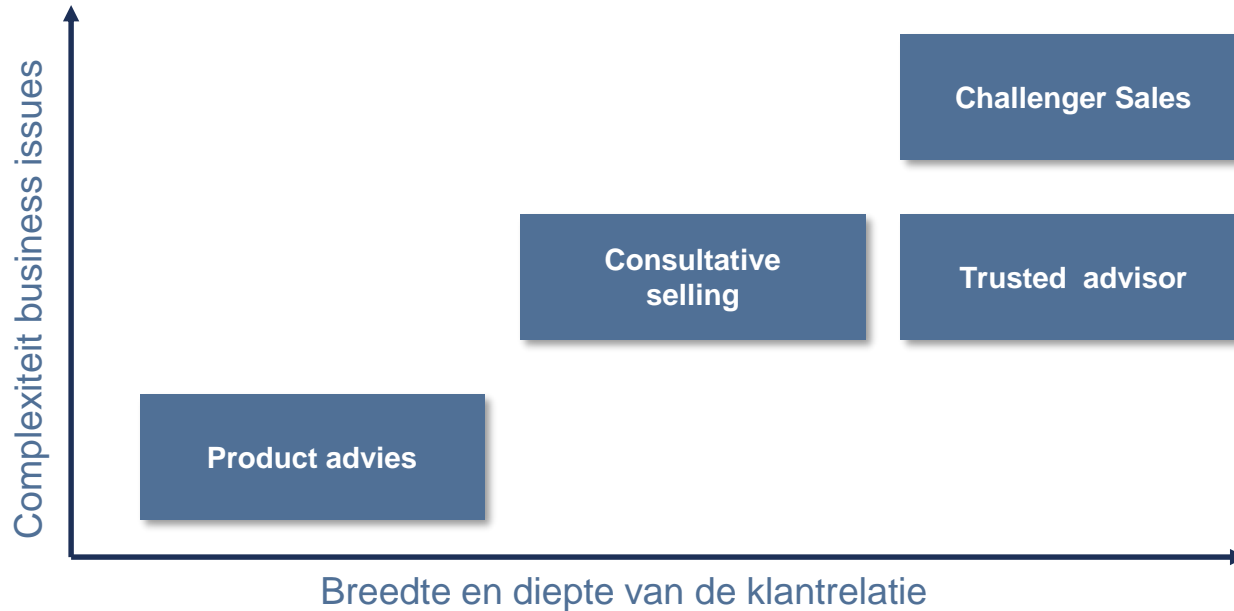 Complexiteit business issues
Challenger Sales
Consultative
selling
Trusted advisor
Product advies
Breedte en diepte van de klantrelatie